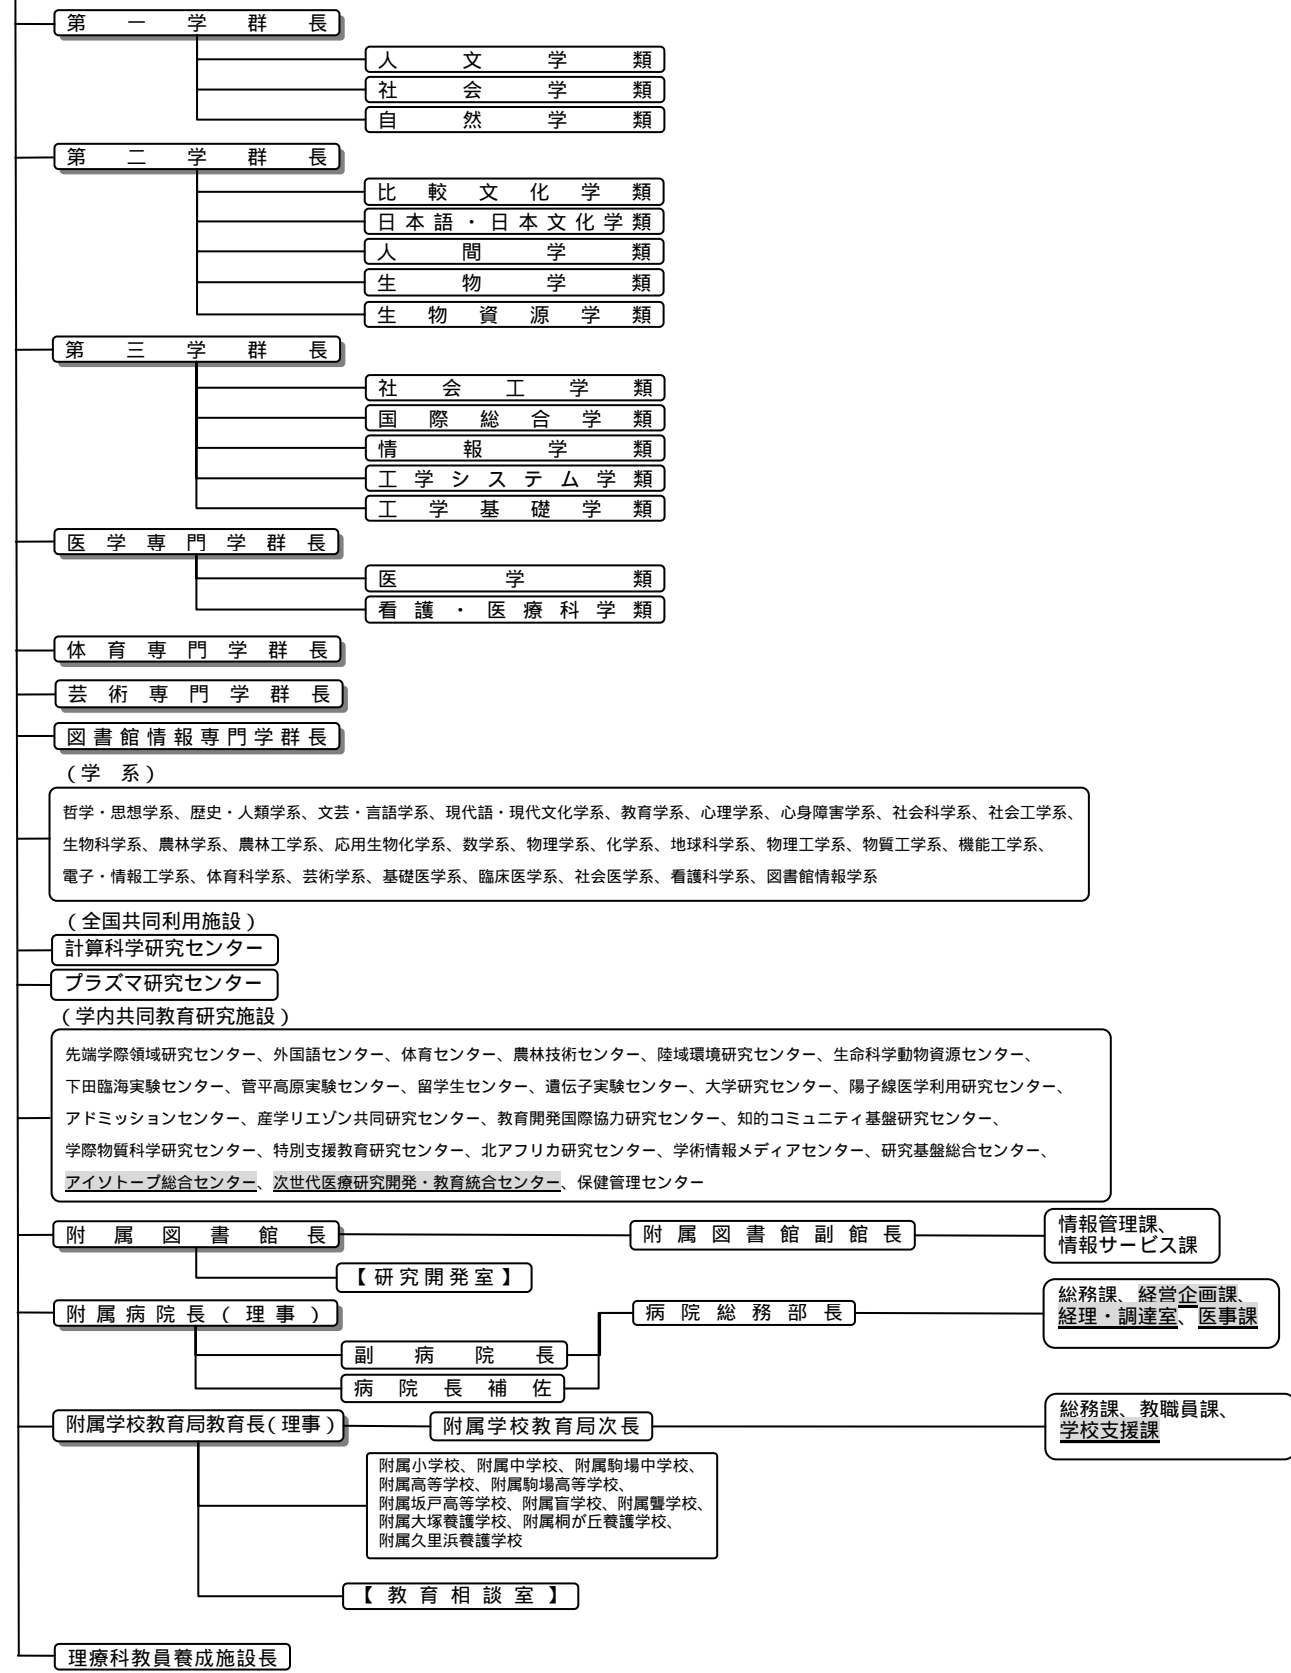 第一学群長
人文学類
社会学類
自然学類
第二学群長
比較文化学類
日本語・日本文化学類
人間学類
生物学類
生物資源学類
第三学群長
社会工学類
国際総合学類
情報学類
工学システム学類
工学基礎学類
医学専門学群長
医学類
看護・医療科学類
体育専門学群長
芸術専門学群長
図書館情報専門学群長
(学　系)
哲学・思想学系、歴史・人類学系、文芸・言語学系、現代語・現代文化学系、教育学系、心理学系、心身障害学系、社会科学系、社会工学系、
生物科学系、農林学系、農林工学系、応用生物化学系、数学系、物理学系、化学系、地球科学系、物理工学系、物質工学系、機能工学系、
電子・情報工学系、体育科学系、芸術学系、基礎医学系、臨床医学系、社会医学系、看護科学系、図書館情報学系
(全国共同利用施設)
計算科学研究センター
プラズマ研究センター
(学内共同教育研究施設)
先端学際領域研究センター、外国語センター、体育センター、農林技術センター、陸域環境研究センター、生命科学動物資源センター、
下田臨海実験センター、菅平高原実験センター、留学生センター、遺伝子実験センター、大学研究センター、陽子線医学利用研究センター、
アドミッションセンター、産学リエゾン共同研究センター、教育開発国際協力研究センター、知的コミュニティ基盤研究センター、
学際物質科学研究センター、特別支援教育研究センター、北アフリカ研究センター、学術情報メディアセンター、研究基盤総合センター、
アイソトープ総合センター、次世代医療研究開発・教育統合センター、保健管理センター
附属図書館長
附属図書館副館長
情報管理課、
情報サービス課
【研究開発室】
附属病院長(理事)
病院総務部長
総務課、経営企画課、
経理・調達室、医事課
副病院長
病院長補佐
附属学校教育局教育長(理事)
附属学校教育局次長
総務課、教職員課、
学校支援課
附属小学校、附属中学校、附属駒場中学校、
附属高等学校、附属駒場高等学校、
附属坂戸高等学校、附属盲学校、附属聾学校、
附属大塚養護学校、附属桐が丘養護学校、
附属久里浜養護学校
【教育相談室】
理療科教員養成施設長